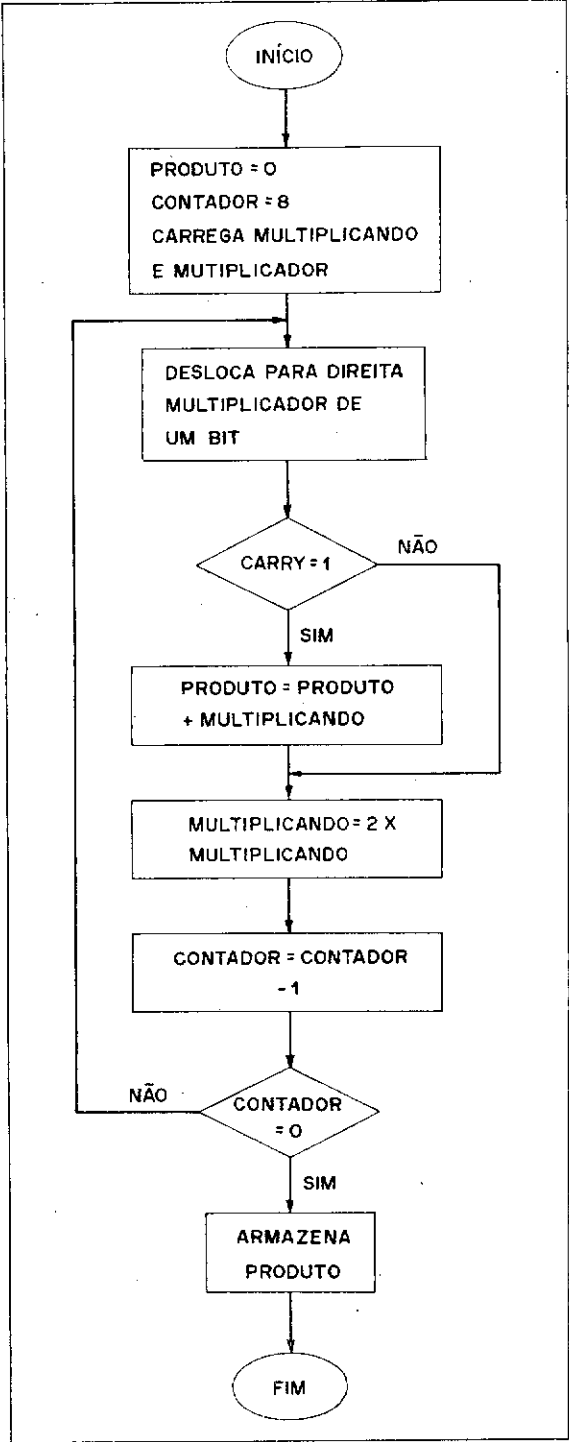 INÍCIO
PRODUTO = 0
CONTADOR = 8
CARREGA MULTIPLICANDO
E MUTIPLICADOR
DESLOCA PARA DIREITA
MULTIPLICADOR DE
UM BIT
CARRY = 1
NÃO
SIM
PRODUTO = PRODUTO
+ MULTIPLICANDO
MULTIPLICANDO = 2 X
MULTIPLICANDO
CONTADOR = CONTADOR
- 1
NÃO
CONTADOR
= 0
SIM
ARMAZENA
PRODUTO
FIM